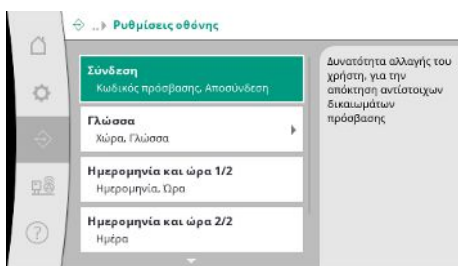 ..▸ Ρυθμίσεις οθόνης
Σύνδεση
Κωδικός πρόσβασης, Αποσύνδεση
Γλώσσα
Χώρα, Γλώσσα
Ημερομηνία και ώρα 1/2
Ημερομηνία, Ώρα
Ημερομηνία και ώρα 2/2
Ημέρα
Δυνατότητα αλλαγής του
χρήστη, για την
απόκτηση αντίστοιχων
δικαιωμάτων
πρόσβασης